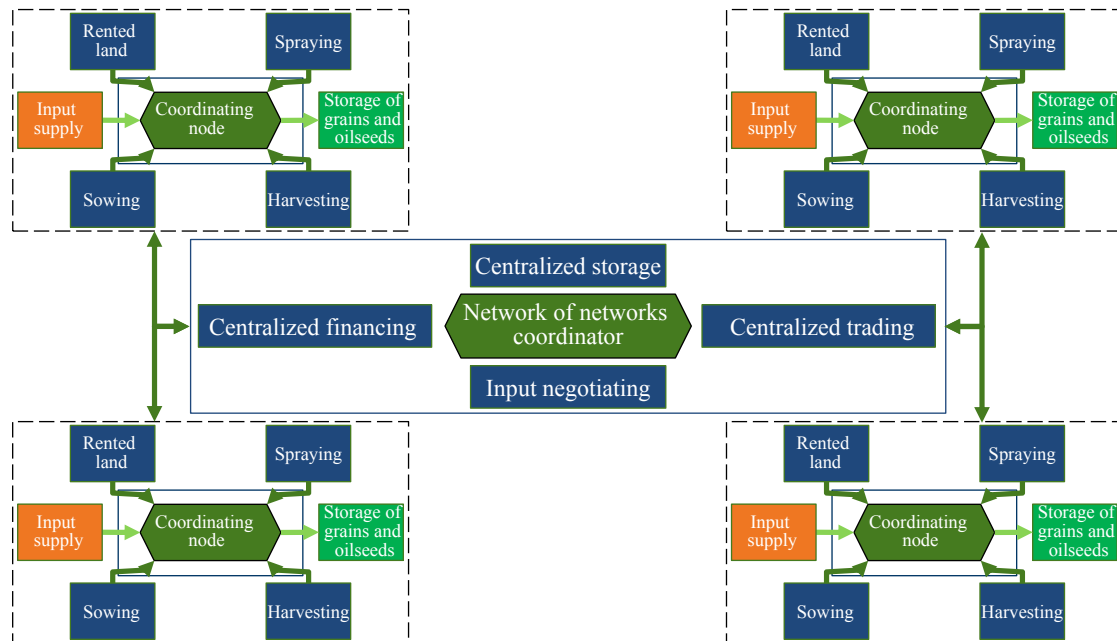 Rented
land
Spraying
Input
supply
Coordinating
node
Storage of
grains and
oilseeds
Sowing
Harvesting
Rented
land
Spraying
Input
supply
Coordinating
node
Storage of
grains and
oilseeds
Sowing
Harvesting
Centralized storage
Centralized financing
Network of networks
coordinator
Centralized trading
Input negotiating
Rented
land
Spraying
Input
supply
Coordinating
node
Storage of
grains and
oilseeds
Sowing
Harvesting
Rented
land
Spraying
Input
supply
Coordinating
node
Storage of
grains and
oilseeds
Sowing
Harvesting